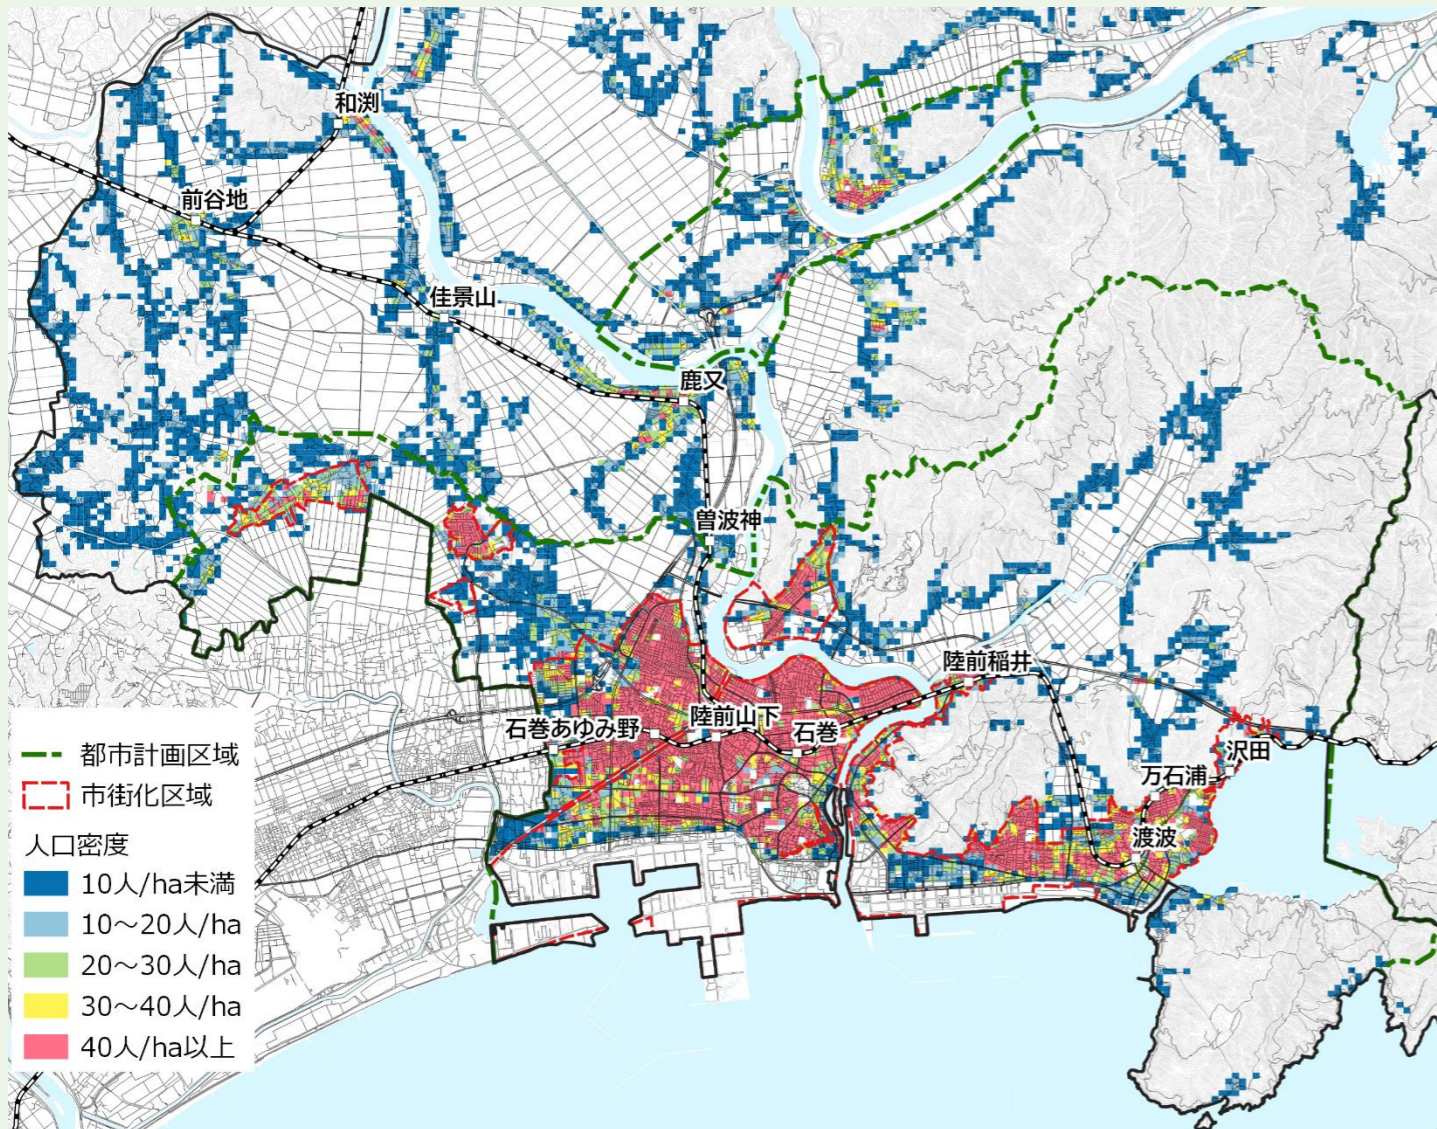 和渕
前谷地
佳景山
鹿又
曽波神
陸前稲井
陸前山下
石巻あゆみ野
石巻
沢田
万石浦
渡波
都市計画区域
市街化区域
人口密度
10人/ha未満
10～20人/ha
20～30人/ha
30～40人/ha
40人/ha以上